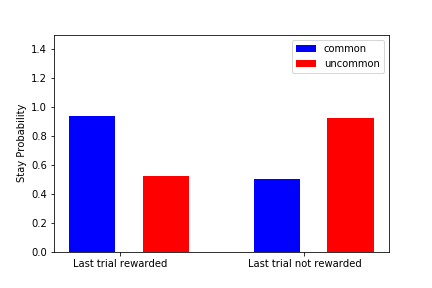 common
uncommon
Stay Probability
1.4
1.2
1.0
0.8
0.6
0.4
0.2
0.0
Last trial rewarded
Last trial not rewarded